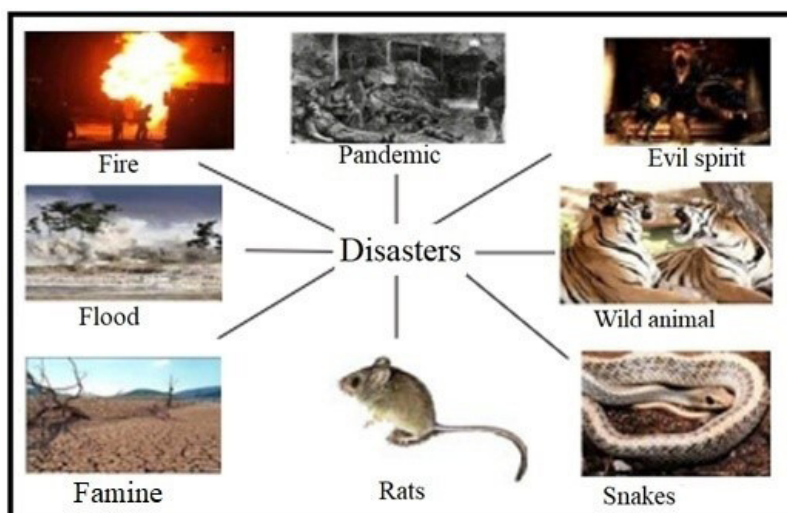 Fire
Pandemic
Evil spirit
Disasters
Flood
Wild animal
Famine
Rats
Snakes